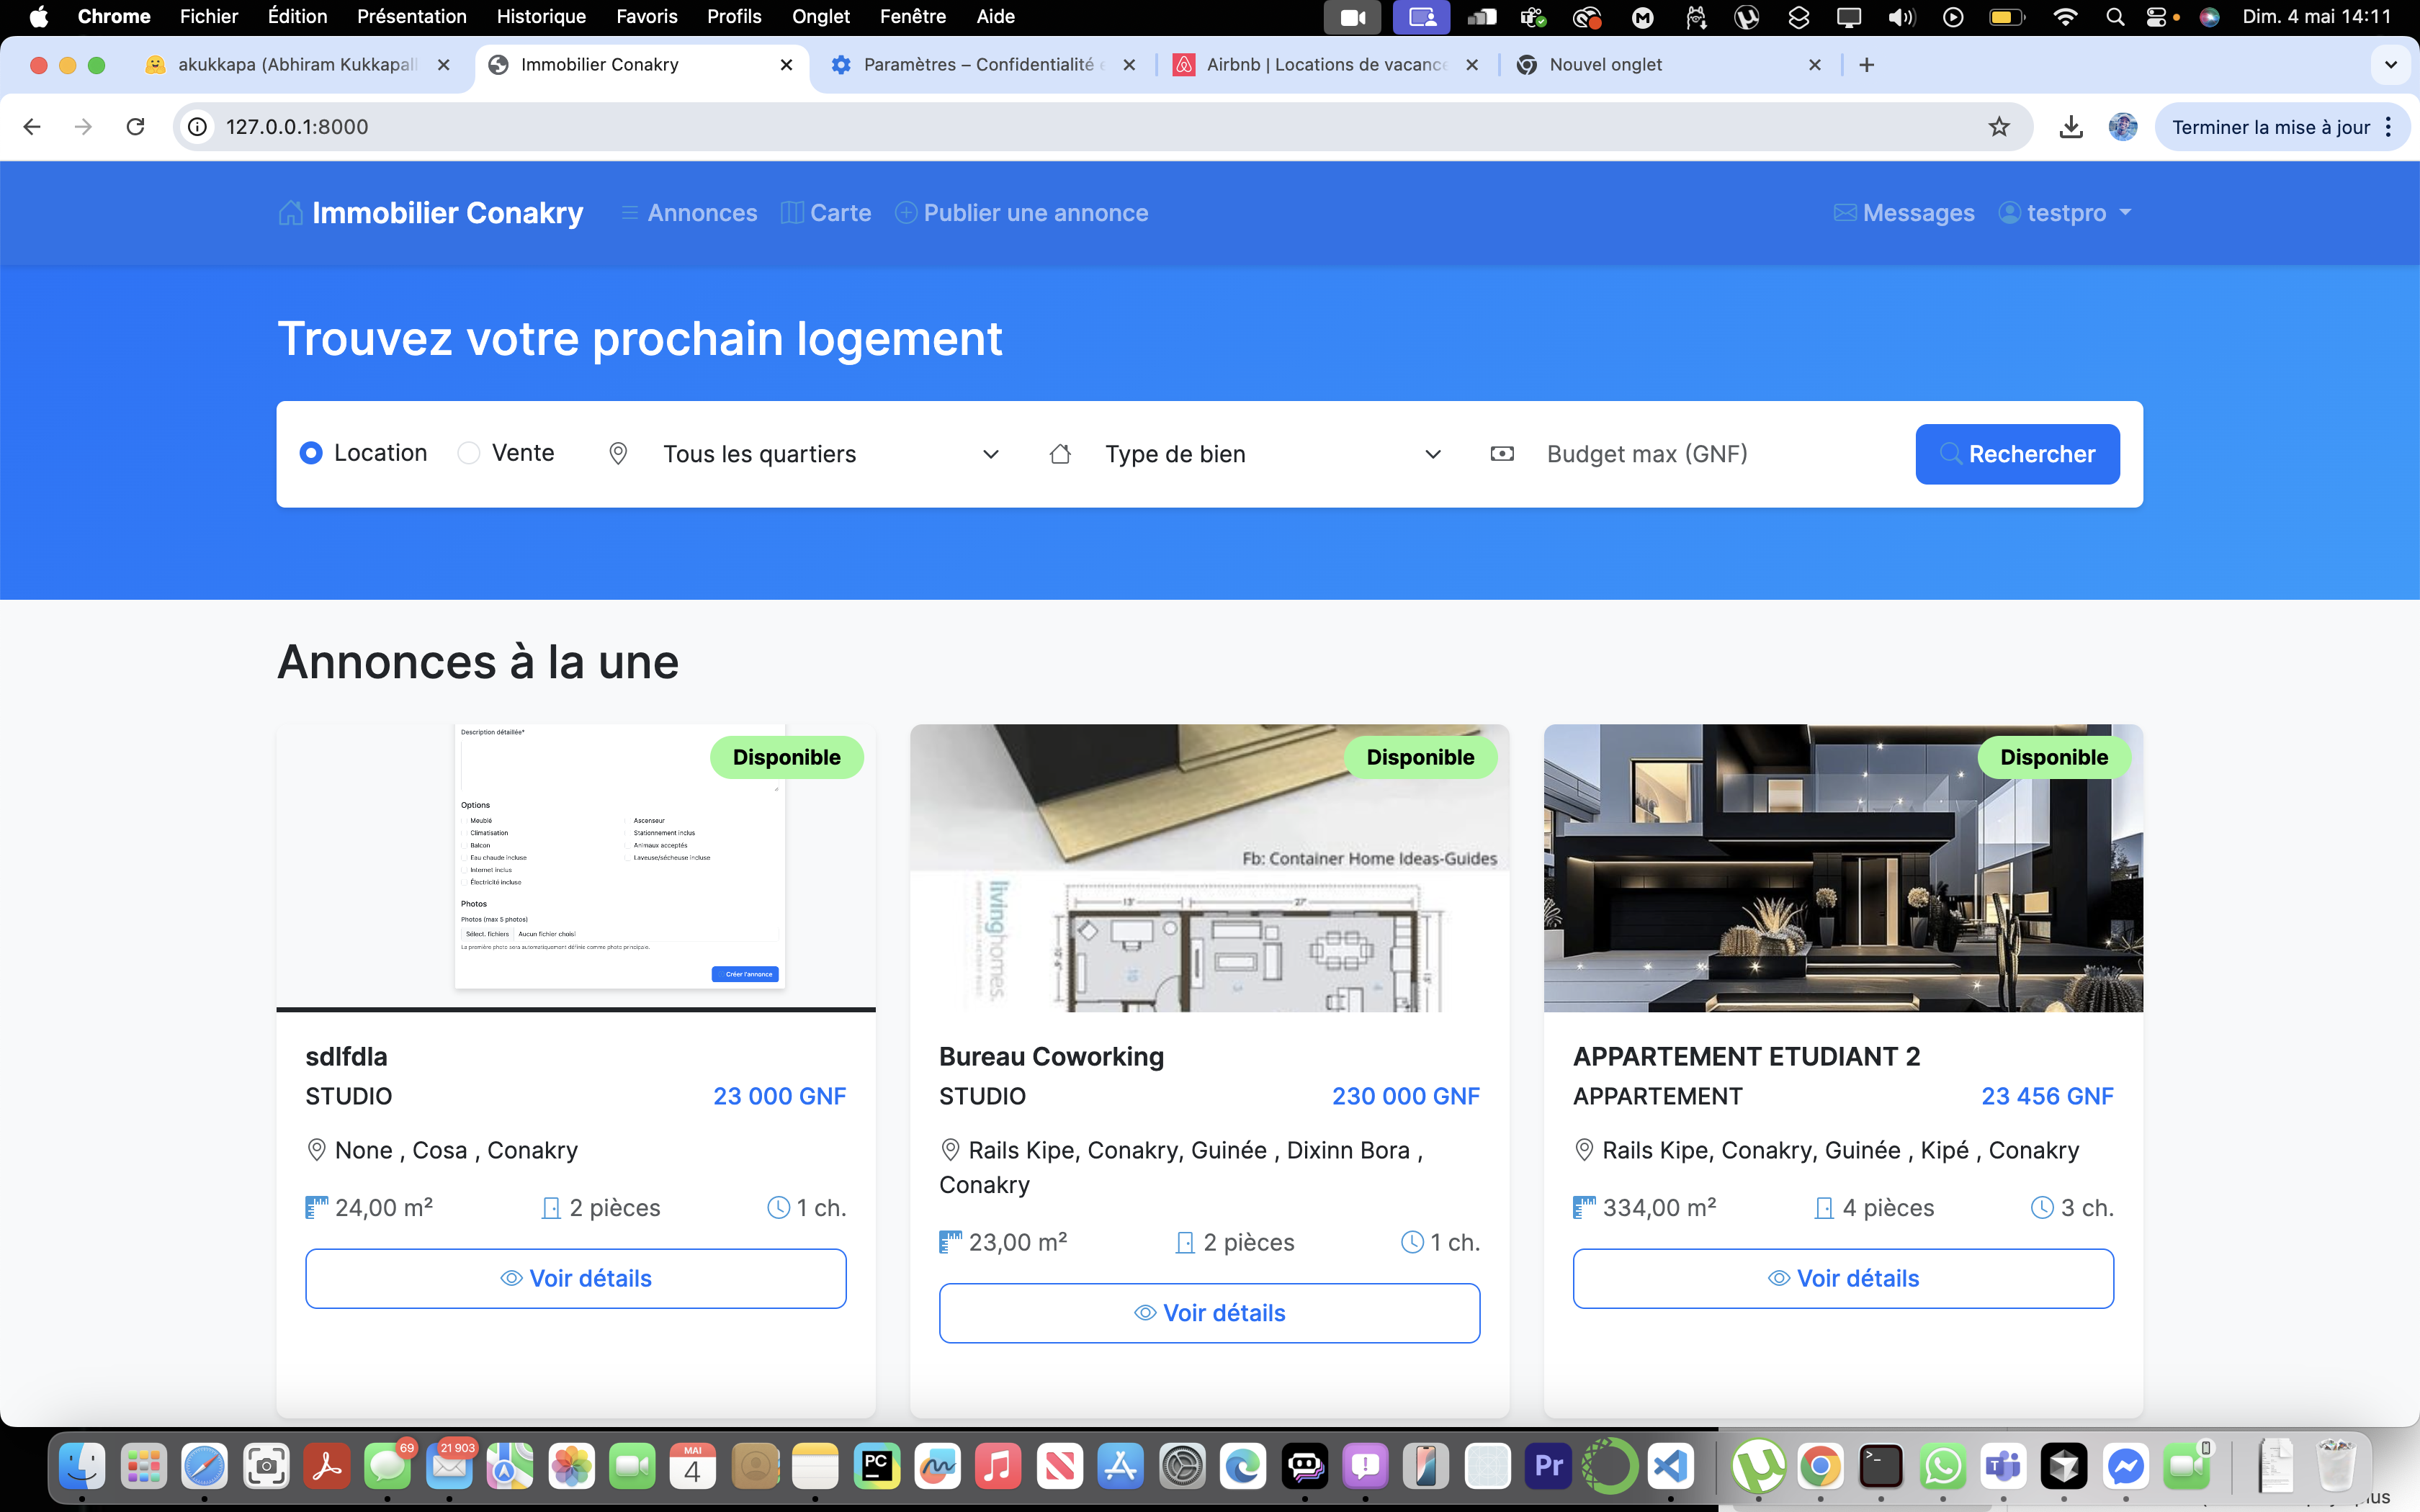 Chrome Fichier Édition Présentation Historique Favoris Profils Onglet Fenêtre Aide Dim. 4 mai 14:11
akukkapa (Abhiram Kukkapali Immobilier Conakry Paramètres – Confidentialité e Airbnb | Locations de vacance Nouvel onglet
127.0.0.1:8000 Terminer la mise à jour
Immobilier Conakry Annonces Carte Publier une annonce Messages testpro
Trouvez votre prochain logement
Location Vente Tous les quartiers Type de bien Budget max (GNF) Rechercher
Annonces à la une
Description détaillée*
Disponible
Options
Meublé Ascenseur
Climatisation Stationnement inclus
Balcon Animaux acceptés
Eau chaude incluse Laveuse/sécheuse incluse
Internet inclus
Électricité incluse
Photos
Photos (max 5 photos)
Sélect. fichiers Aucun fichier choisi
La première photo sera automatiquement définie comme photo principale.
Créer l'annonce
sdlfdla
STUDIO 23 000 GNF
None , Cosa , Conakry
24,00 m² 2 pièces 1 ch.
Voir détails
Disponible
Fb: Container Home Ideas-Guides
livinghomes.
13' 27'
Bureau Coworking
STUDIO 230 000 GNF
Rails Kipe, Conakry, Guinée , Dixinn Bora ,
Conakry
23,00 m² 2 pièces 1 ch.
Voir détails
Disponible
APPARTEMENT ETUDIANT 2
APPARTEMENT 23 456 GNF
Rails Kipe, Conakry, Guinée , Kipé , Conakry
334,00 m² 4 pièces 3 ch.
Voir détails
69 21 903 MAI
4
PC
Pr